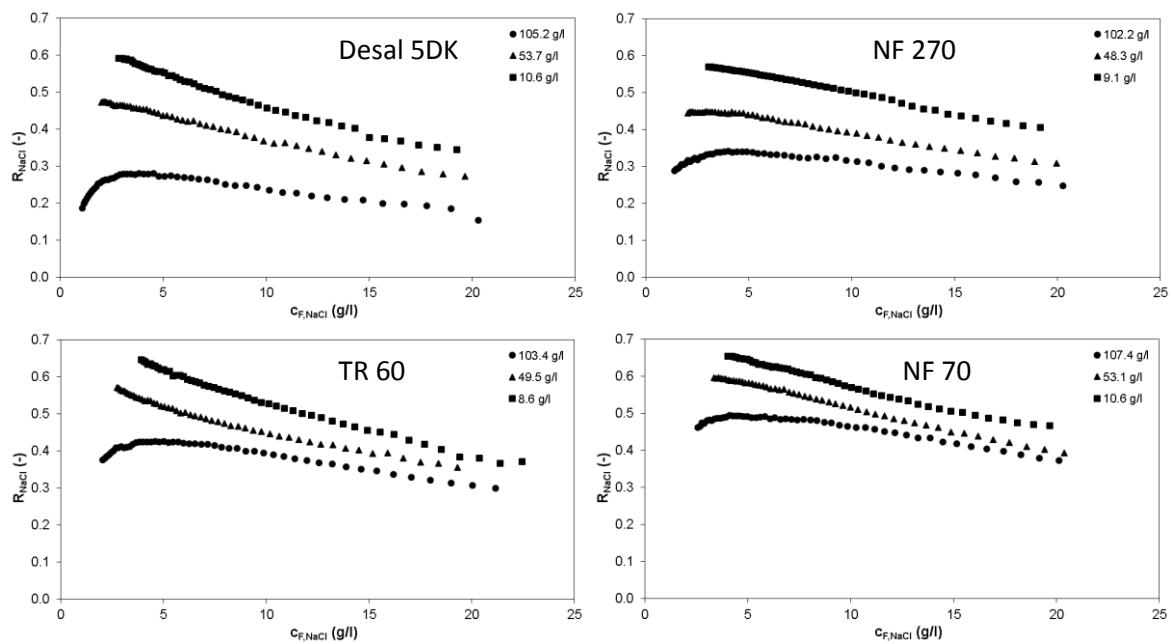 Desal 5DK
105.2 g/l
53.7 g/l
10.6 g/l
R_NaCl (-)
0.7
0.6
0.5
0.4
0.3
0.2
0.1
0.0
0 5 10 15 20 25
c_F,NaCl (g/l)
NF 270
102.2 g/l
48.3 g/l
9.1 g/l
R_NaCl (-)
0.7
0.6
0.5
0.4
0.3
0.2
0.1
0.0
0 5 10 15 20 25
c_F,NaCl (g/l)
TR 60
103.4 g/l
49.5 g/l
8.6 g/l
R_NaCl (-)
0.7
0.6
0.5
0.4
0.3
0.2
0.1
0.0
0 5 10 15 20 25
c_F,NaCl (g/l)
NF 70
107.4 g/l
53.1 g/l
10.6 g/l
R_NaCl (-)
0.7
0.6
0.5
0.4
0.3
0.2
0.1
0.0
0 5 10 15 20 25
c_F,NaCl (g/l)